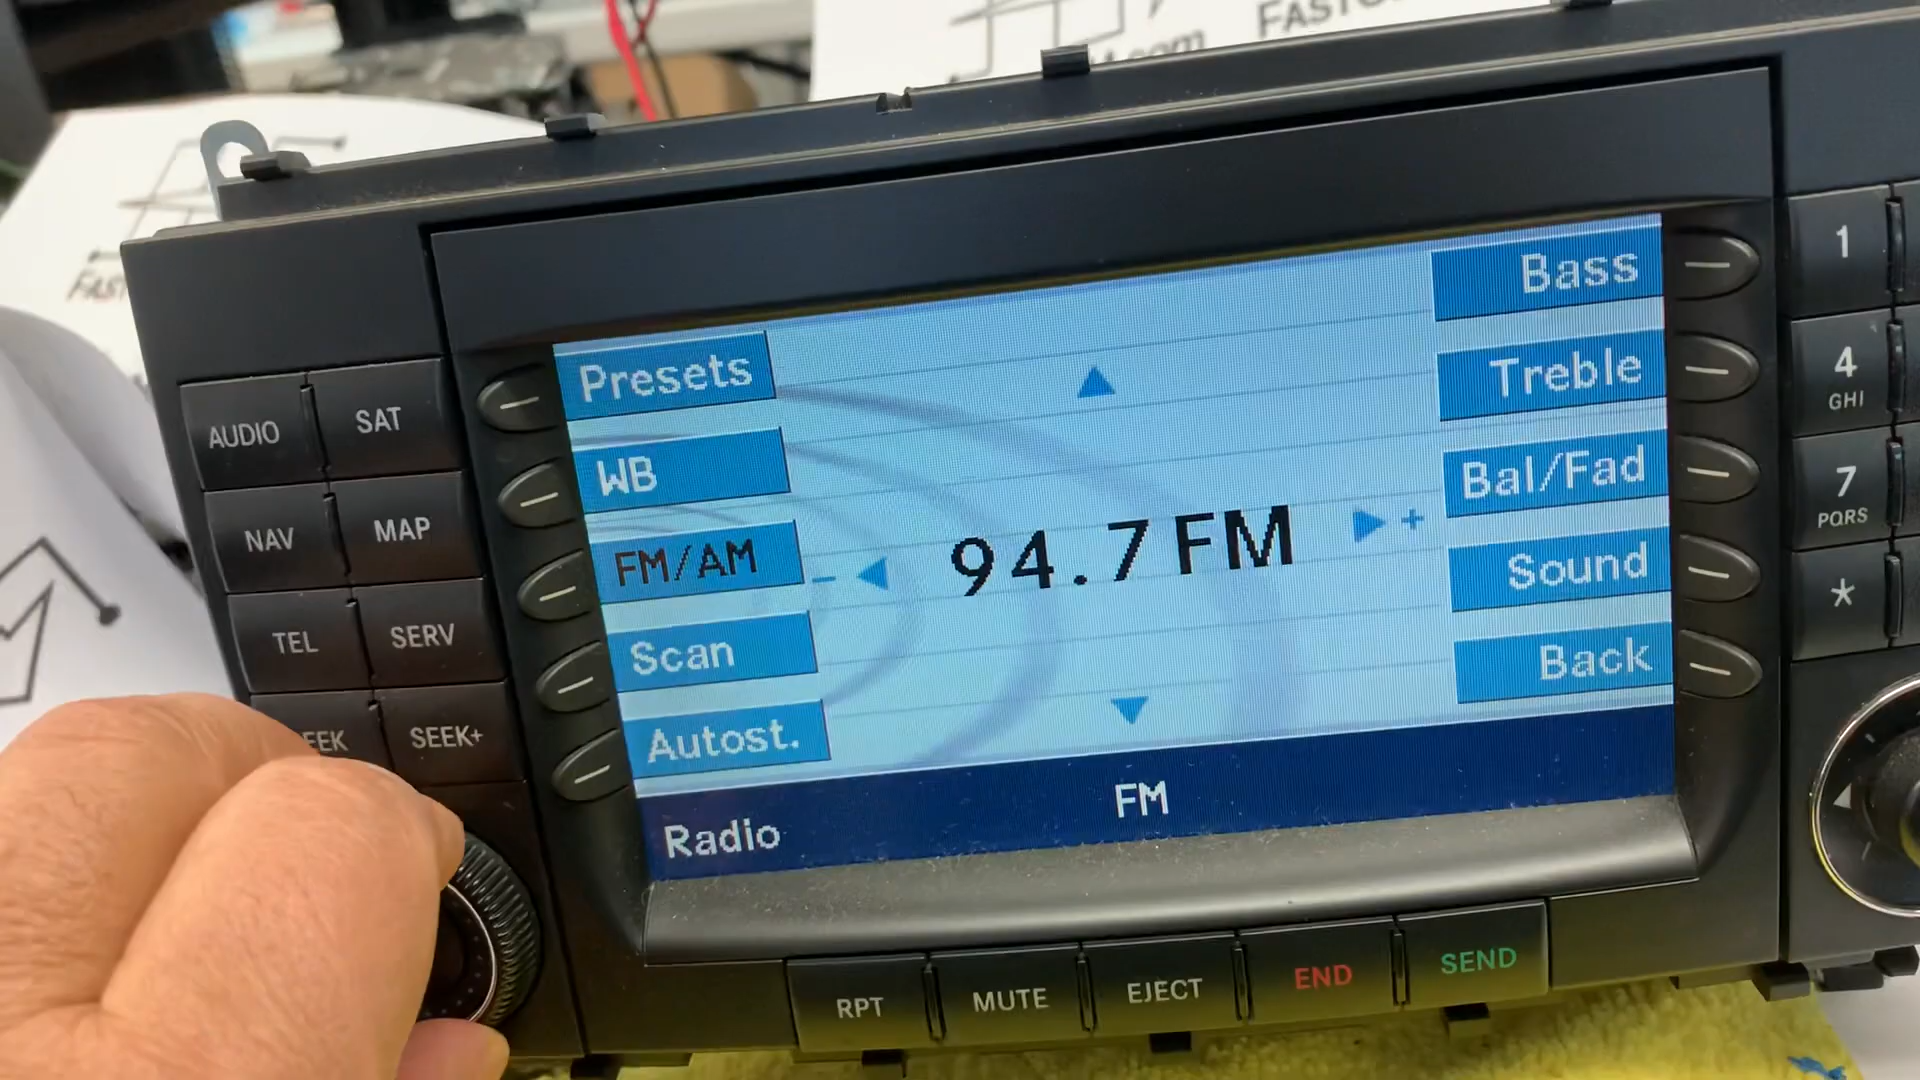 .com
AUDIO
SAT
NAV
MAP
TEL
SERV
SEEK+
Presets
WB
FM/AM
Scan
Autost.
94.7 FM
- +
Bass
Treble
Bal/Fad
Sound
Back
Radio
FM
RPT
MUTE
EJECT
END
SEND
1
4
GHI
7
PQRS
*